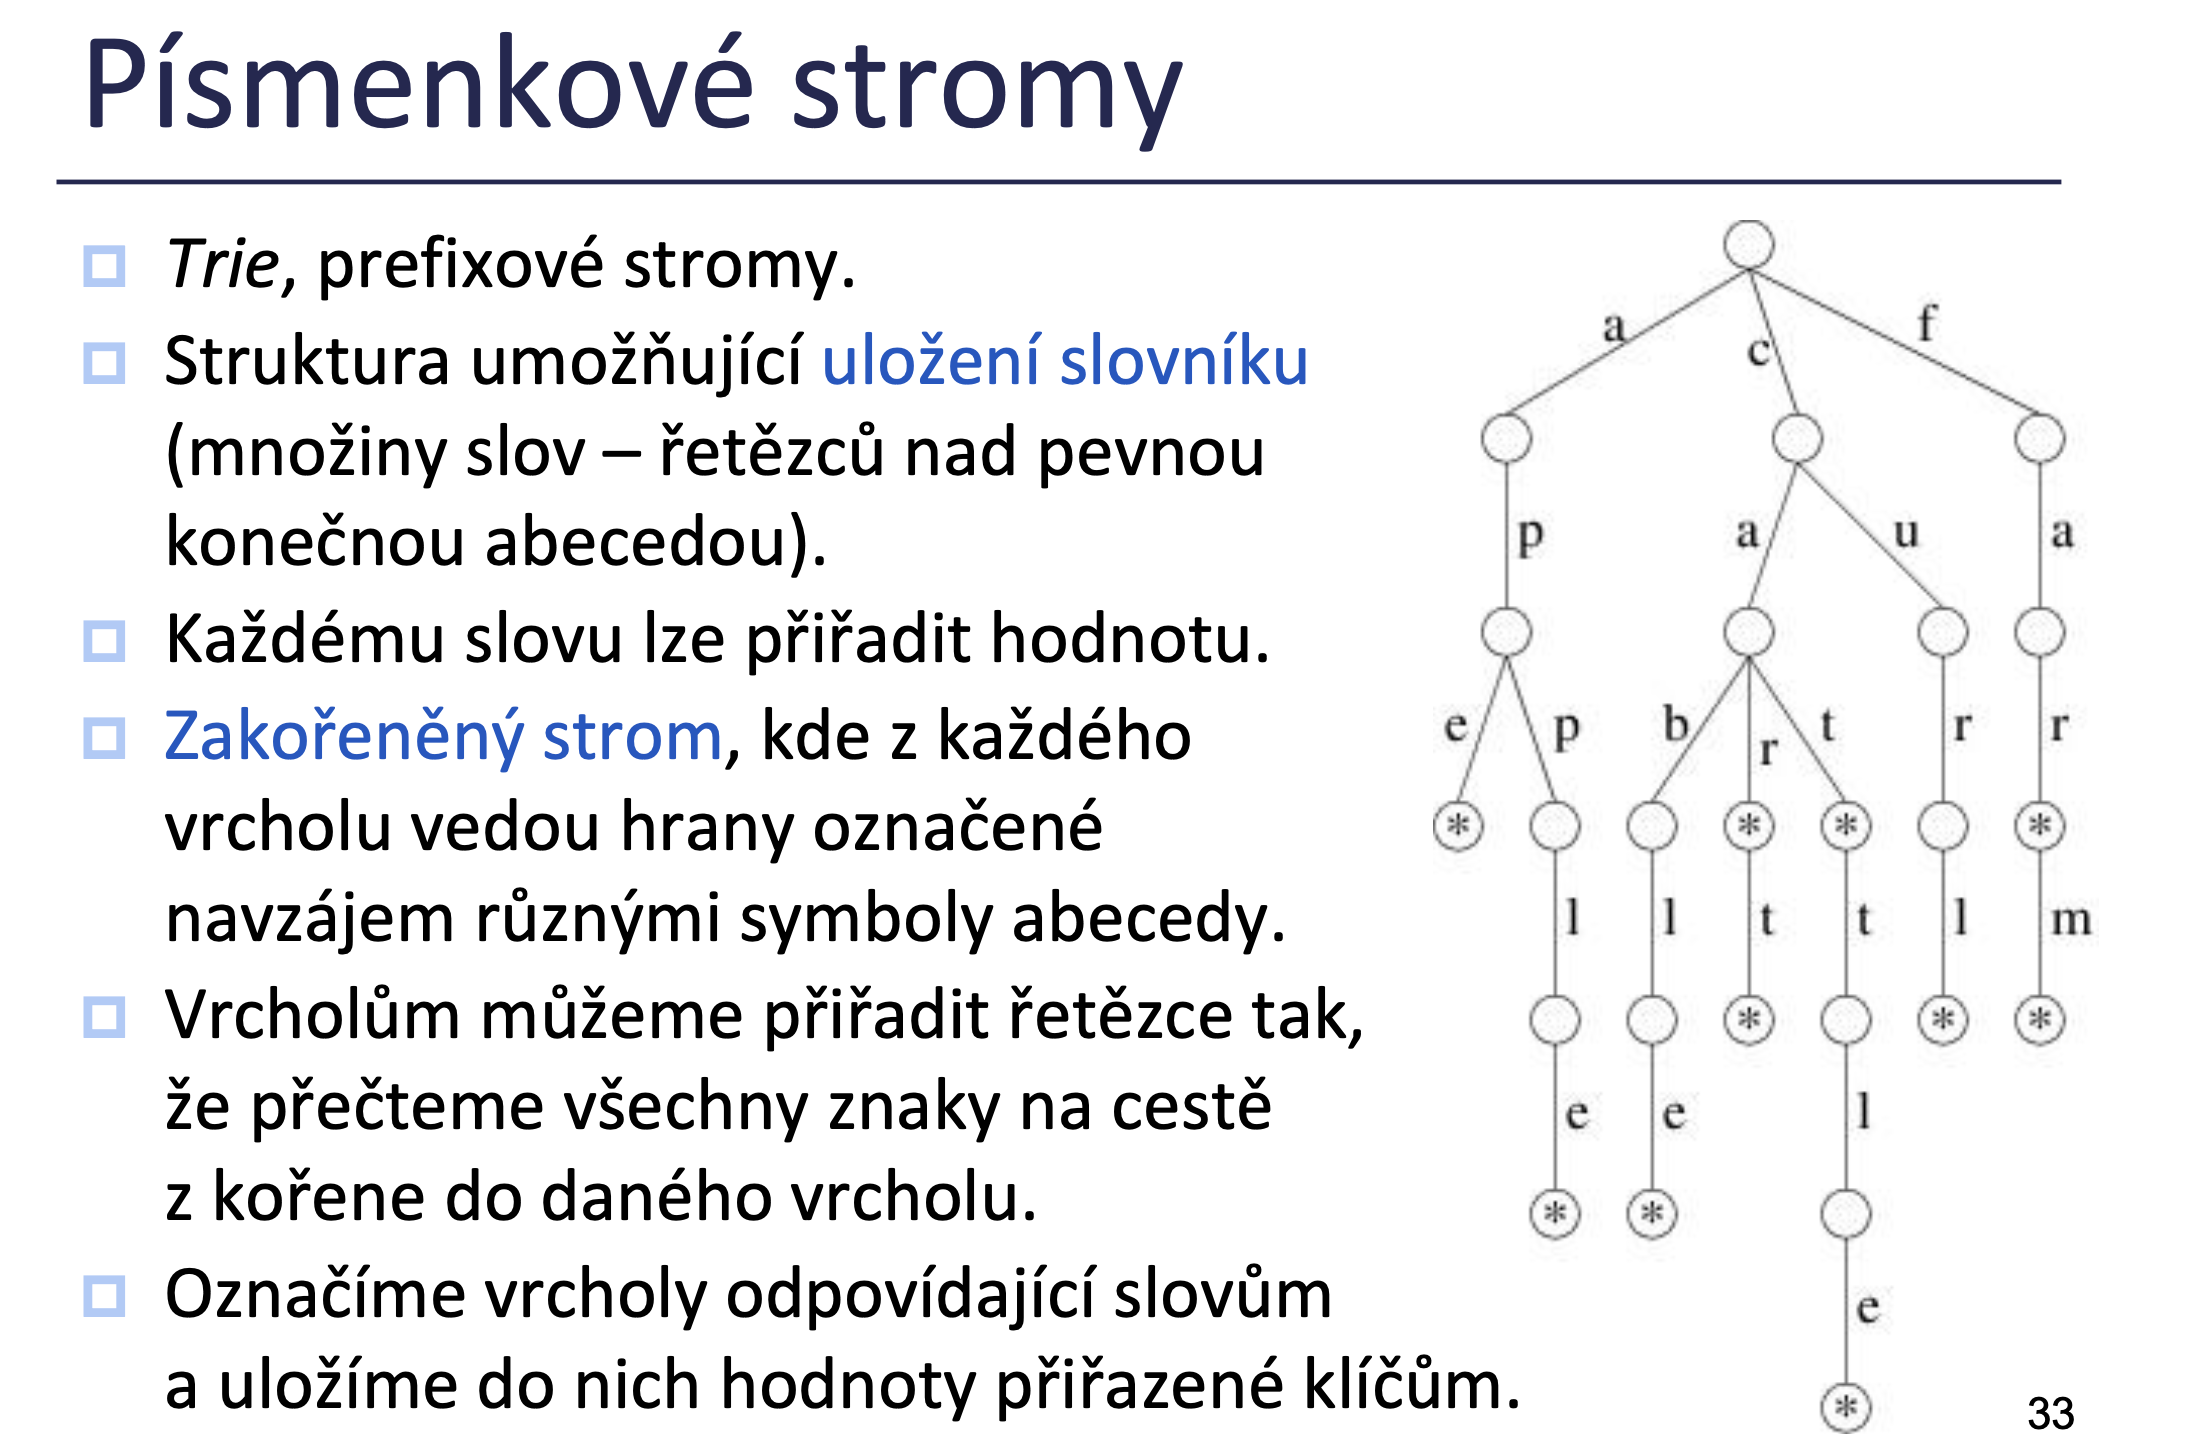 Písmenkové stromy
Trie, prefixové stromy.
Struktura umožňující uložení slovníku
(množiny slov – řetězců nad pevnou
konečnou abecedou).
Každému slovu lze přiřadit hodnotu.
Zakořeněný strom, kde z každého
vrcholu vedou hrany označené
navzájem různými symboly abecedy.
Vrcholům můžeme přiřadit řetězce tak,
že přečteme všechny znaky na cestě
z kořene do daného vrcholu.
Označíme vrcholy odpovídající slovům
a uložíme do nich hodnoty přiřazené klíčům.
a c f
p a u a
e p b r t r r
* * * *
l l t t l m
* * *
e e l
* *
e
*
33